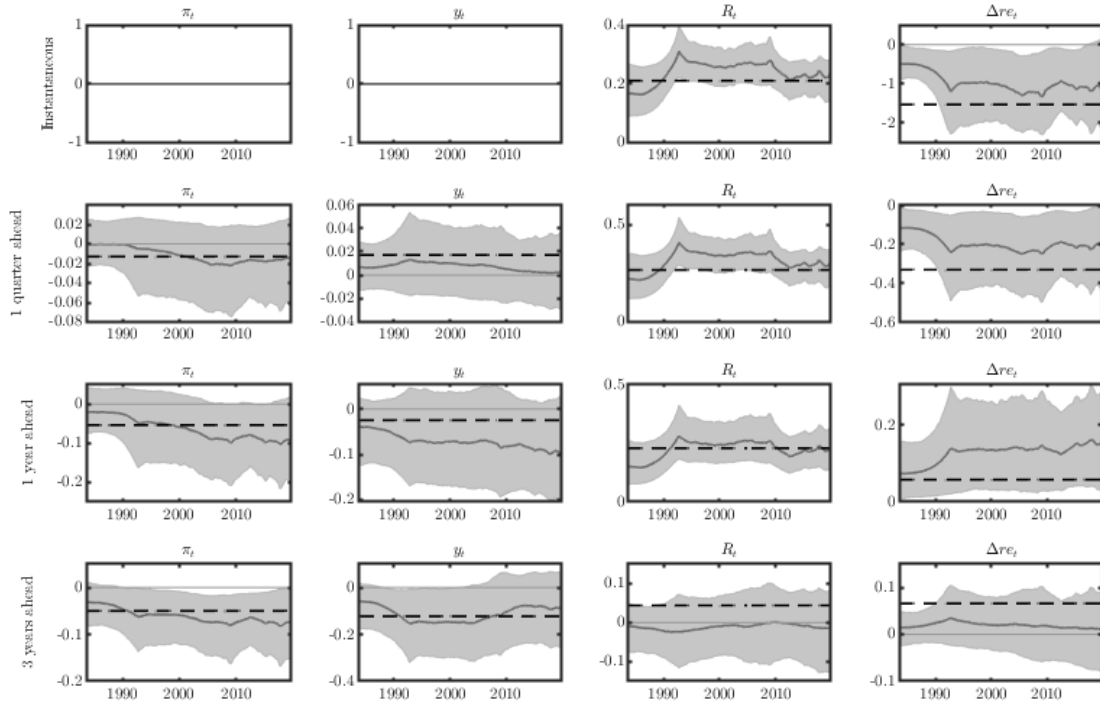 π_t y_t R_t Δre_t
Instantaneous
1 1 0.4 0
0 0 0.2 -1
-1 -1 0 -2
1990 2000 2010 1990 2000 2010 1990 2000 2010 1990 2000 2010
π_t y_t R_t Δre_t
1 quarter ahead
0.02 0 -0.02 -0.04 -0.06 -0.08
0.06 0.04 0.02 0 -0.02 -0.04
0.5 0
0 -0.2 -0.4 -0.6
1990 2000 2010 1990 2000 2010 1990 2000 2010 1990 2000 2010
π_t y_t R_t Δre_t
1 year ahead
0 -0.1 -0.2
0 -0.1 -0.2
0.5 0
0.2 0
1990 2000 2010 1990 2000 2010 1990 2000 2010 1990 2000 2010
π_t y_t R_t Δre_t
3 years ahead
0 -0.1 -0.2
0 -0.2 -0.4
0.1 0 -0.1
0.1 0 -0.1
1990 2000 2010 1990 2000 2010 1990 2000 2010 1990 2000 2010